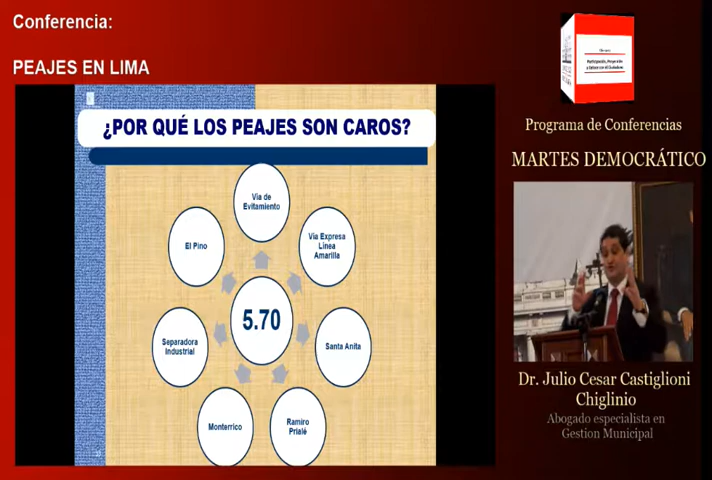 Conferencia:
PEAJES EN LIMA
¿POR QUÉ LOS PEAJES SON CAROS?
Vía de
Evitamiento
Vía Expresa
Línea
Amarilla
El Pino
5.70
Separadora
Industrial
Santa Anita
Monterrico
Ramiro
Prialé
Programa de Conferencias
MARTES DEMOCRÁTICO
Dr. Julio Cesar Castiglioni
Chiglinio
Abogado especialista en
Gestion Municipal